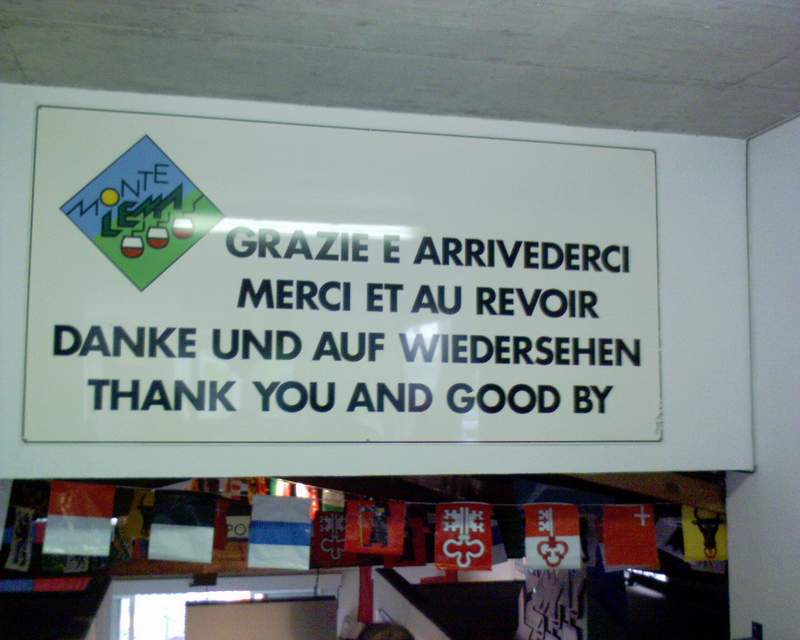 MONTE
LEMA
GRAZIE E ARRIVEDERCI
MERCI ET AU REVOIR
DANKE UND AUF WIEDERSEHEN
THANK YOU AND GOOD BY